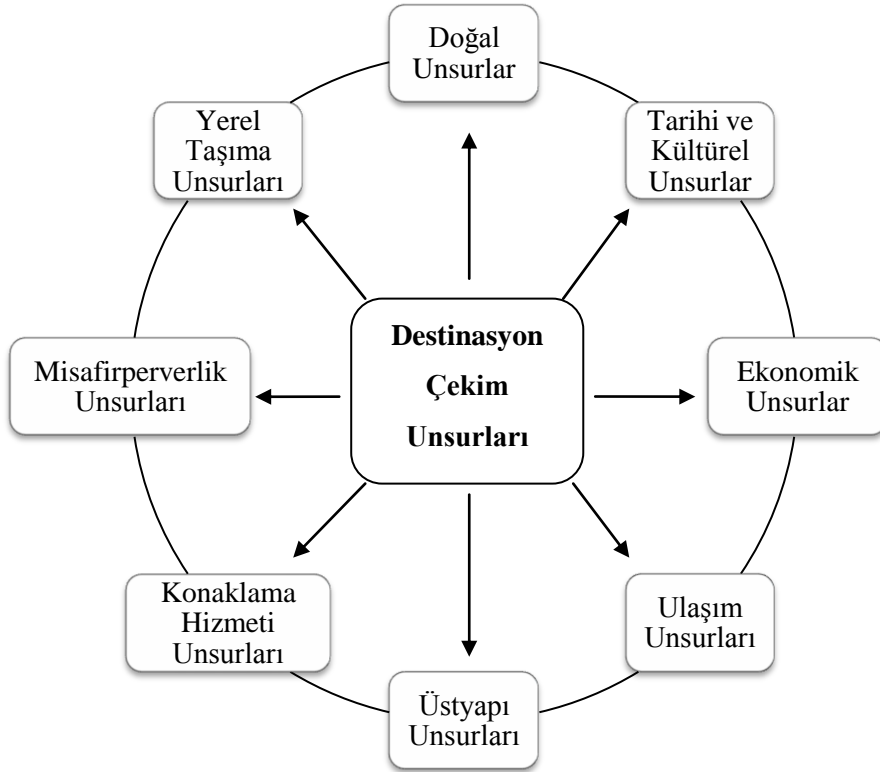 Doğal
Unsurlar
Yerel
Taşıma
Unsurları
Tarihi ve
Kültürel
Unsurlar
Destinasyon
Çekim
Unsurları
Misafirperverlik
Unsurları
Ekonomik
Unsurlar
Konaklama
Hizmeti
Unsurları
Ulaşım
Unsurları
Üstyapı
Unsurları